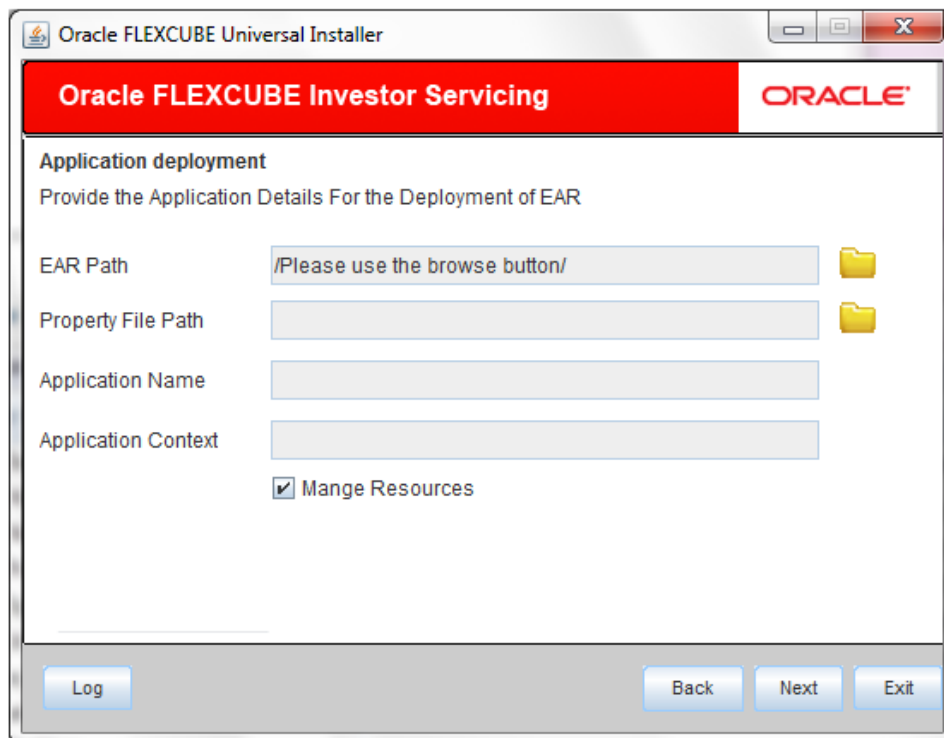 Oracle FLEXCUBE Universal Installer
Oracle FLEXCUBE Investor Servicing
ORACLE
Application deployment
Provide the Application Details For the Deployment of EAR
EAR Path /Please use the browse button/
Property File Path
Application Name
Application Context
Mange Resources
Log Back Next Exit